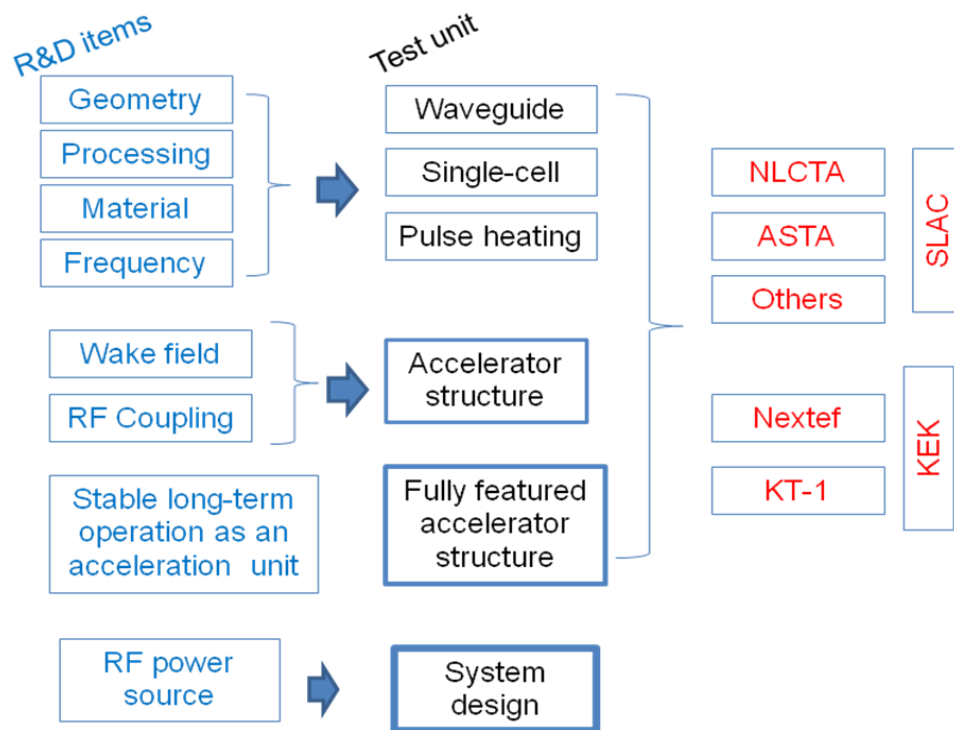 R&D items
Test unit
Geometry
Processing
Material
Frequency
Waveguide
Single-cell
Pulse heating
NLCTA
ASTA
Others
SLAC
Wake field
RF Coupling
Accelerator
structure
Nextef
KT-1
KEK
Stable long-term
operation as an
acceleration unit
Fully featured
accelerator
structure
RF power
source
System
design